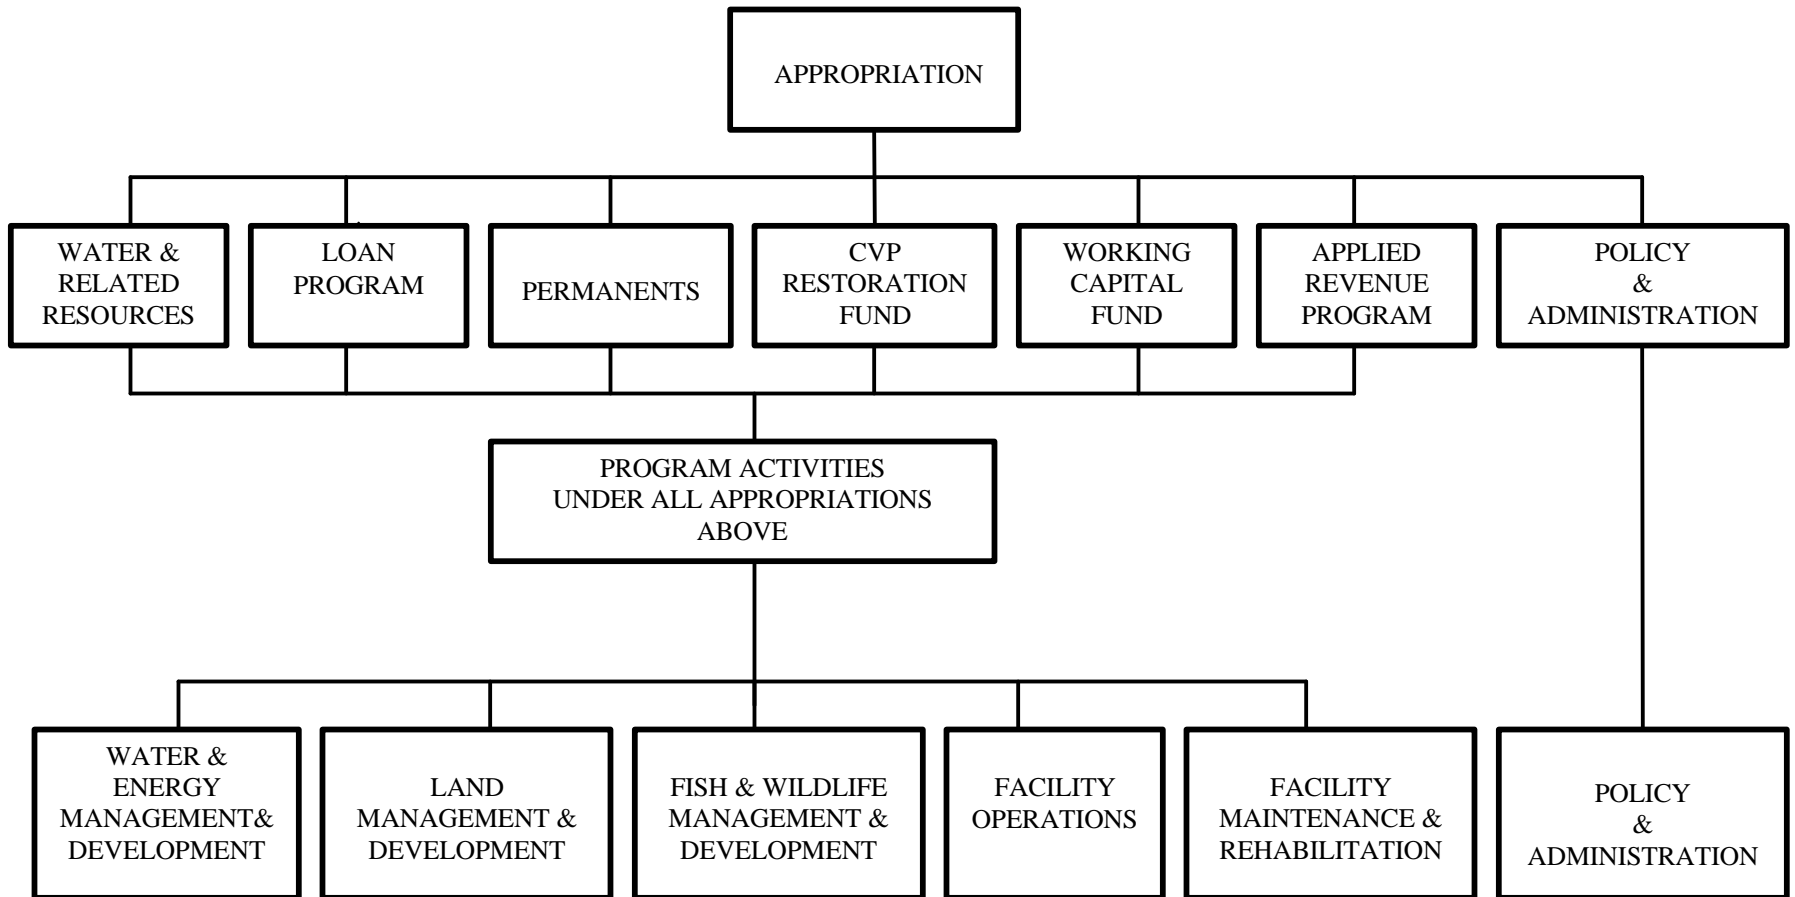 APPROPRIATION
WATER &
RELATED
RESOURCES
LOAN
PROGRAM
PERMANENTS
CVP
RESTORATION
FUND
WORKING
CAPITAL
FUND
APPLIED
REVENUE
PROGRAM
POLICY
&
ADMINISTRATION
PROGRAM ACTIVITIES
UNDER ALL APPROPRIATIONS
ABOVE
WATER &
ENERGY
MANAGEMENT&
DEVELOPMENT
LAND
MANAGEMENT &
DEVELOPMENT
FISH & WILDLIFE
MANAGEMENT &
DEVELOPMENT
FACILITY
OPERATIONS
FACILITY
MAINTENANCE &
REHABILITATION
POLICY
&
ADMINISTRATION